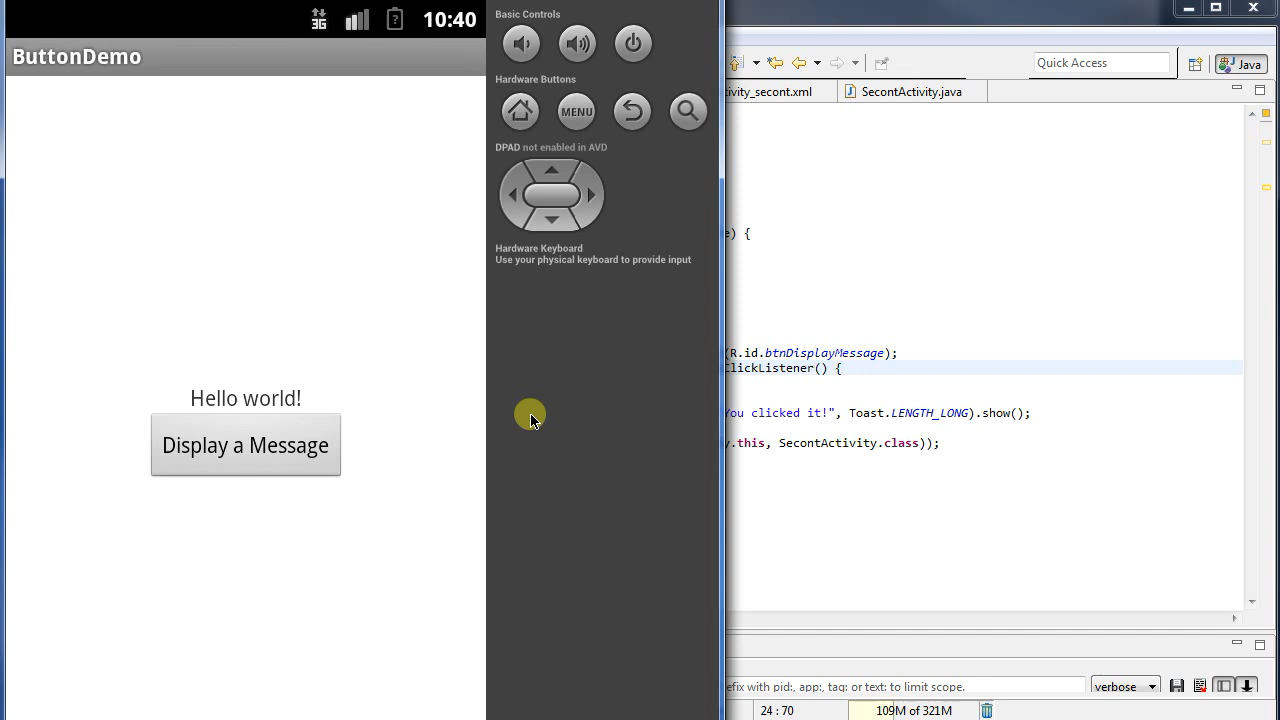 3G
10:40
ButtonDemo
Hello world!
Display a Message
Basic Controls
Hardware Buttons
MENU
DPAD not enabled in AVD
Hardware Keyboard
Use your physical keyboard to provide input
Quick Access
Java
tivity_secont.xml
SecontActivity.java
e) {
(R.id.btnDisplayMessage);
ClickListener() {
You clicked it!", Toast.LENGTH_LONG).show();
y.this, SecontActivity.class));
efix with pid:, app:, tag: or text: to limit scope.
verbose
24 : 70
109M of 321M